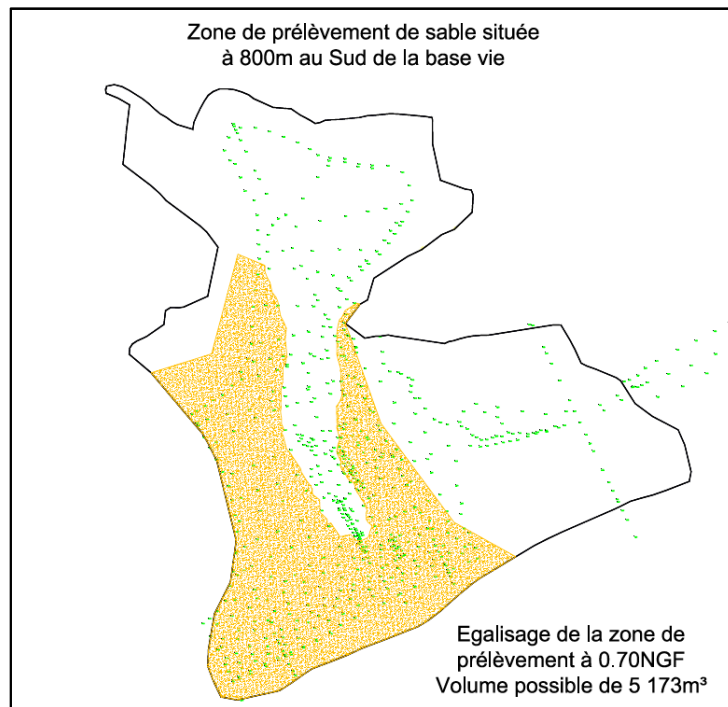 Zone de prélèvement de sable située
à 800m au Sud de la base vie
Egalisage de la zone de
prélèvement à 0.70NGF
Volume possible de 5 173m³